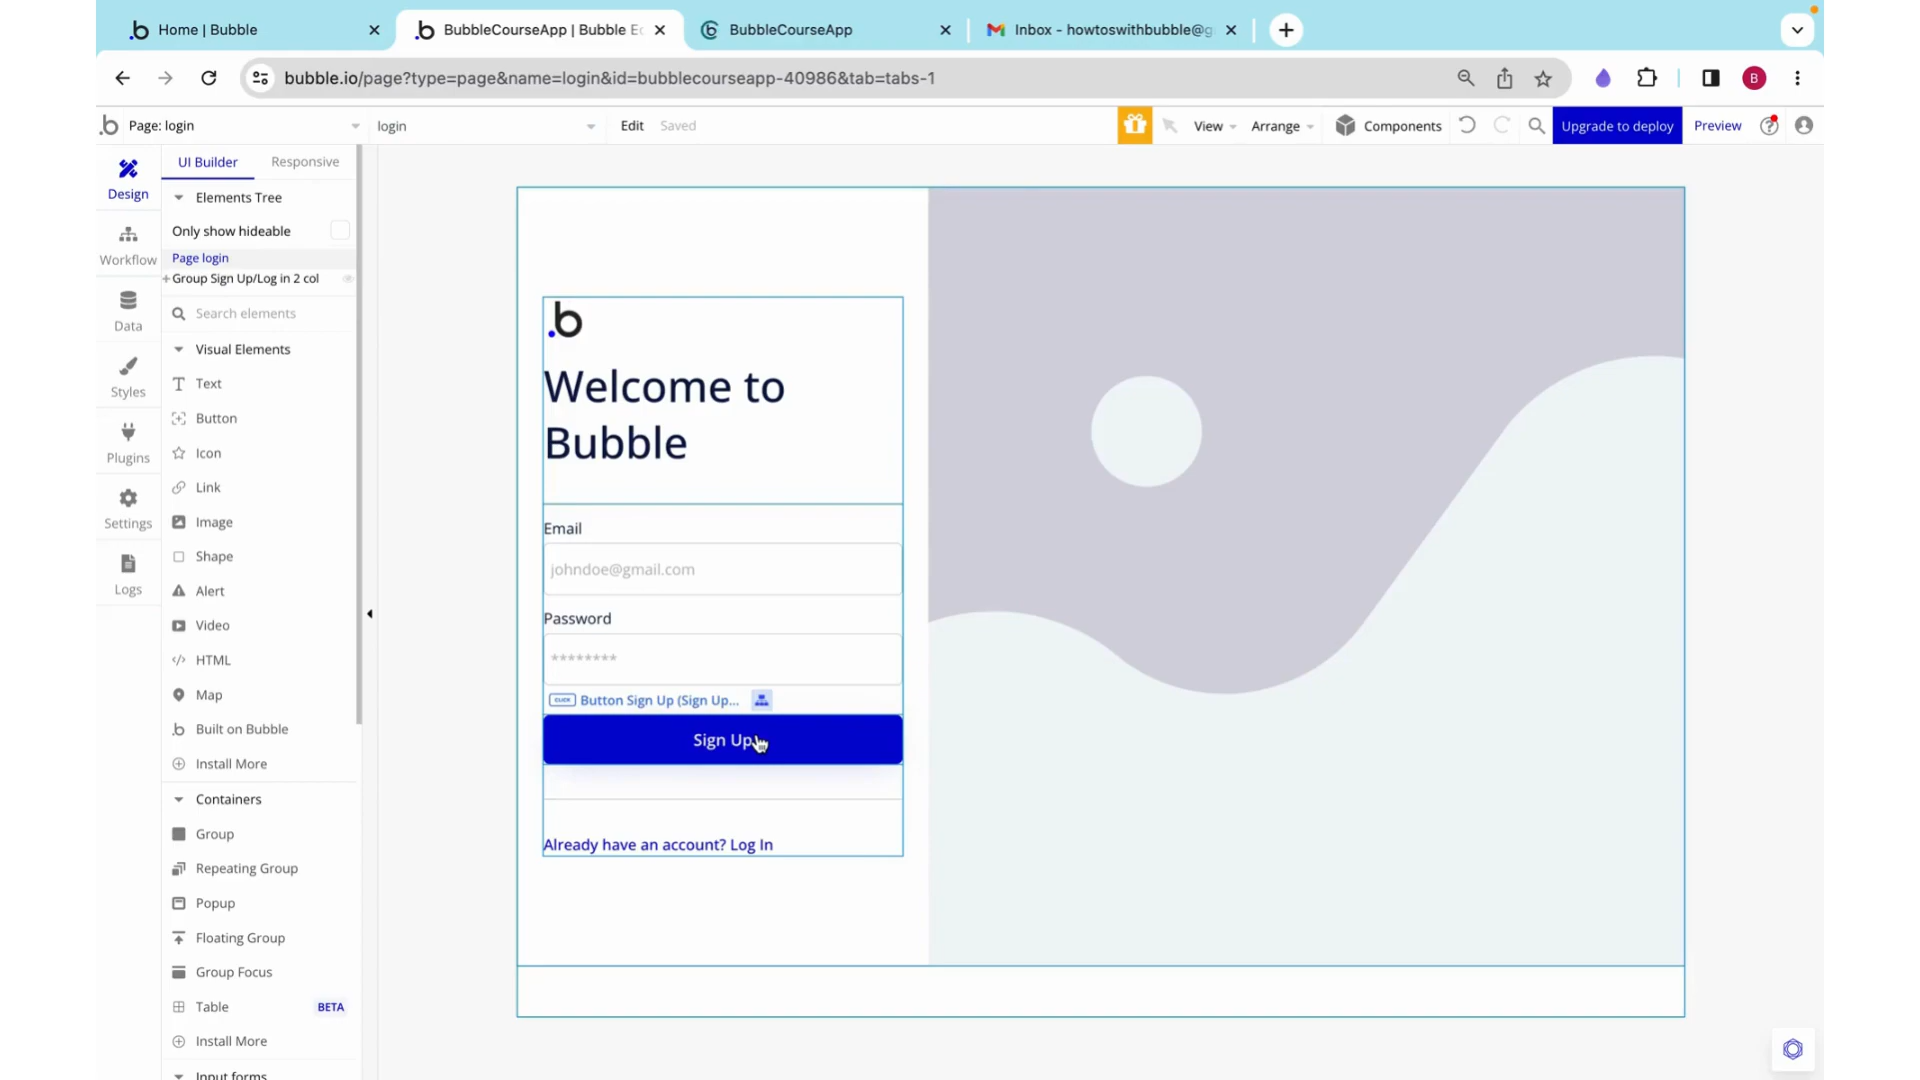 Home | Bubble
BubbleCourseApp | Bubble Ec
BubbleCourseApp
Inbox - howtoswithbubble@g
bubble.io/page?type=page&name=login&id=bubblecourseapp-40986&tab=tabs-1
B
Page: login
login
Edit
Saved
View
Arrange
Components
Upgrade to deploy
Preview
Design
Workflow
Data
Styles
Plugins
Settings
Logs
UI Builder
Responsive
Elements Tree
Only show hideable
Page login
+ Group Sign Up/Log in 2 col
Search elements
Visual Elements
Text
Button
Icon
Link
Image
Shape
Alert
Video
HTML
Map
Built on Bubble
Install More
Containers
Group
Repeating Group
Popup
Floating Group
Group Focus
Table BETA
Install More
Input forms
.b
Welcome to
Bubble
Email
johndoe@gmail.com
Password
********
CLICK Button Sign Up (Sign Up...
Sign Up
Already have an account? Log In